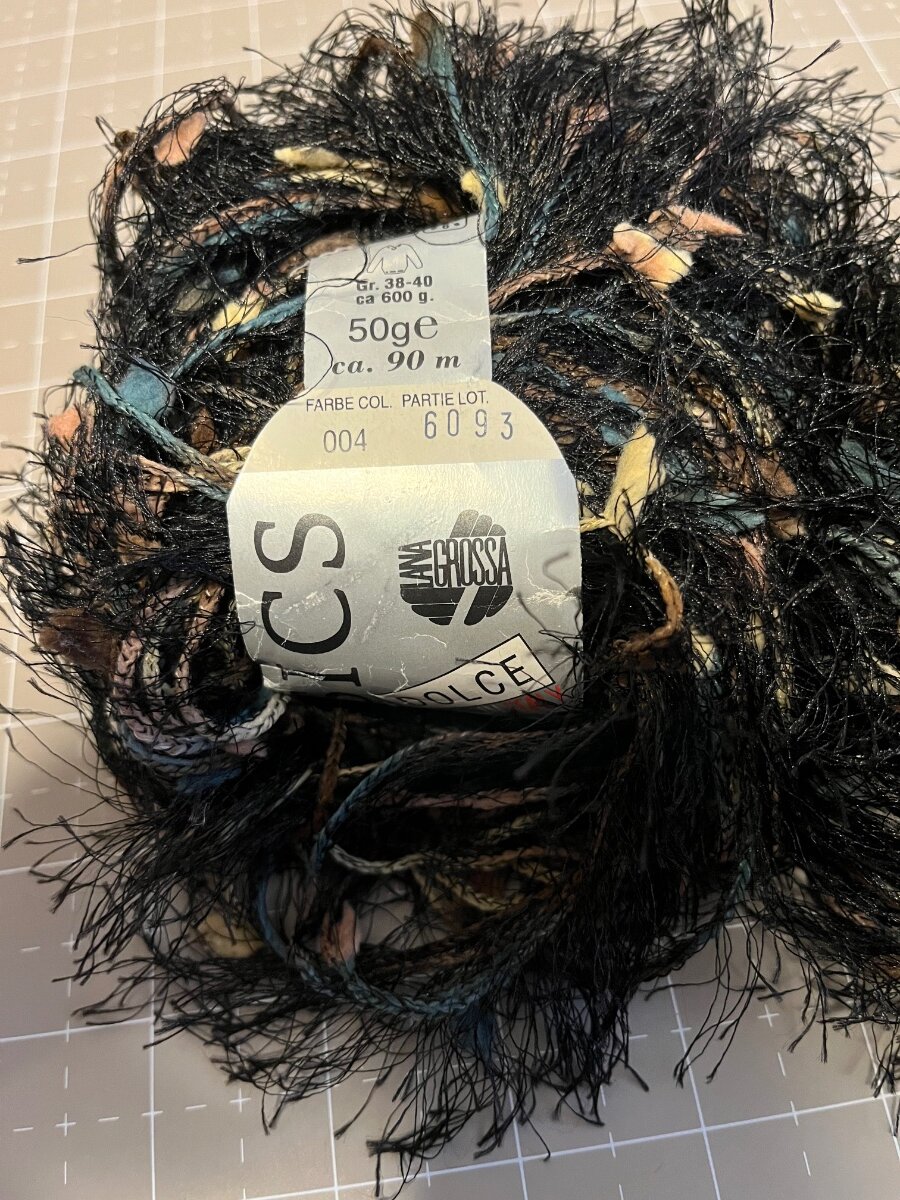 Gr. 38-40
ca 600 g.
50g℮
ca. 90 m
FARBE COL. PARTIE LOT.
004 6093
ICS
LANA
GROSSA
DOLCE